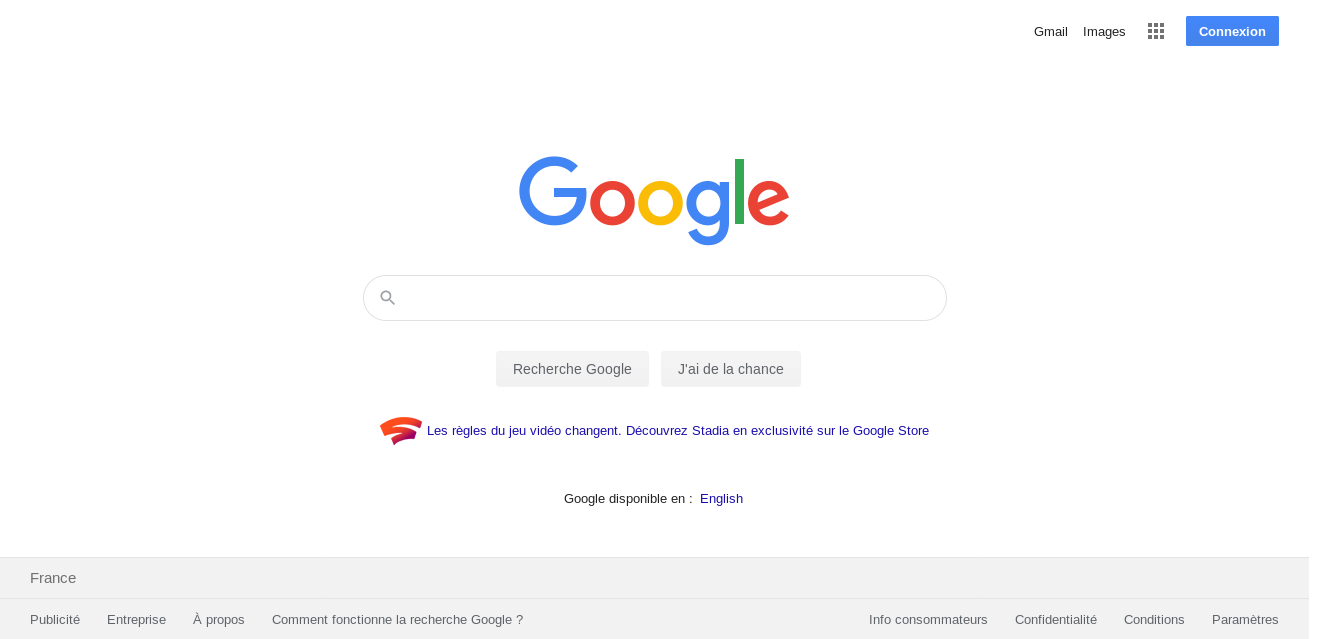 Gmail Images Connexion
Google
Recherche Google J'ai de la chance
Les règles du jeu vidéo changent. Découvrez Stadia en exclusivité sur le Google Store
Google disponible en : English
France
Publicité Entreprise À propos Comment fonctionne la recherche Google ? Info consommateurs Confidentialité Conditions Paramètres